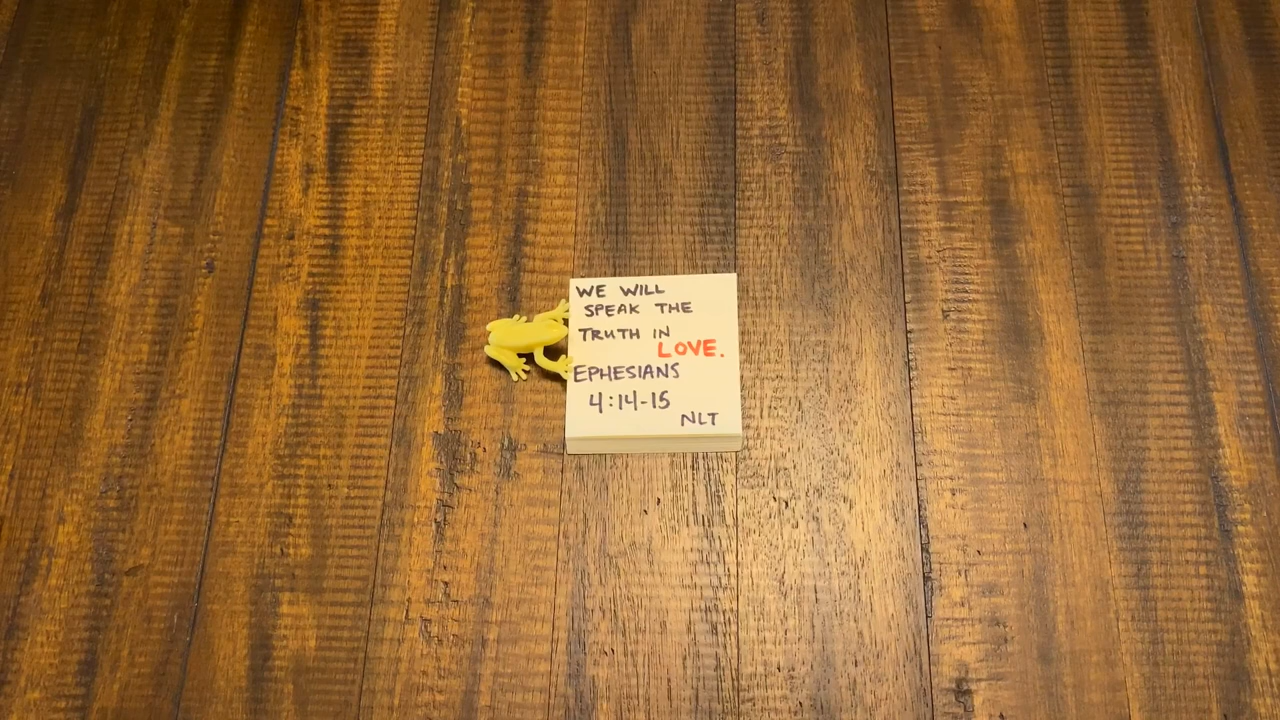 WE WILL
SPEAK THE
TRUTH IN
LOVE.
EPHESIANS
4:14-15
NLT